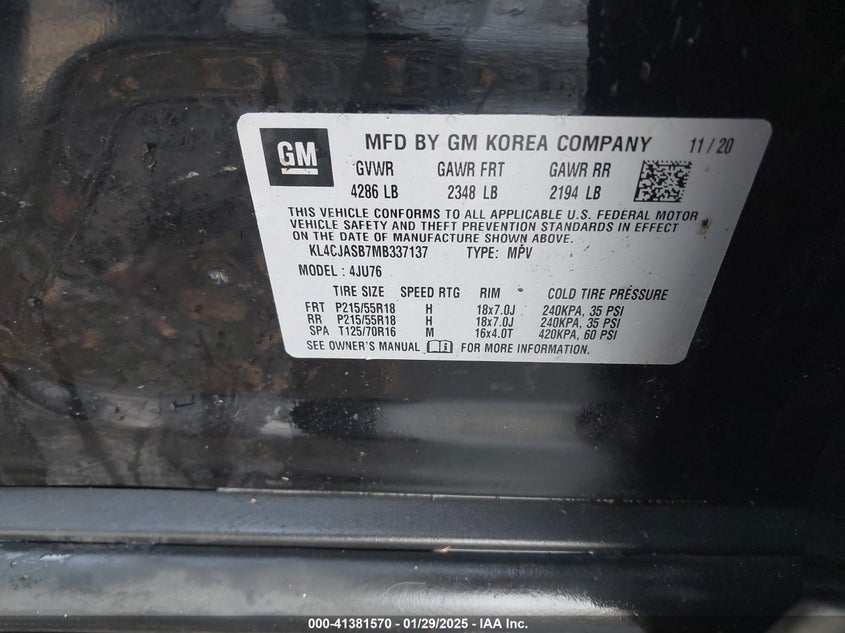 GM
MFD BY GM KOREA COMPANY 11/20
GVWR GAWR FRT GAWR RR
4286 LB 2348 LB 2194 LB
THIS VEHICLE CONFORMS TO ALL APPLICABLE U.S. FEDERAL MOTOR
VEHICLE SAFETY AND THEFT PREVENTION STANDARDS IN EFFECT
ON THE DATE OF MANUFACTURE SHOWN ABOVE.
KL4CJASB7MB337137 TYPE: MPV
MODEL : 4JU76
TIRE SIZE SPEED RTG RIM COLD TIRE PRESSURE
FRT P215/55R18 H 18x7.0J 240KPA, 35 PSI
RR P215/55R18 H 18x7.0J 240KPA, 35 PSI
SPA T125/70R16 M 16x4.0T 420KPA, 60 PSI
SEE OWNER'S MANUAL FOR MORE INFORMATION.
000-41381570 - 01/29/2025 - IAA Inc.